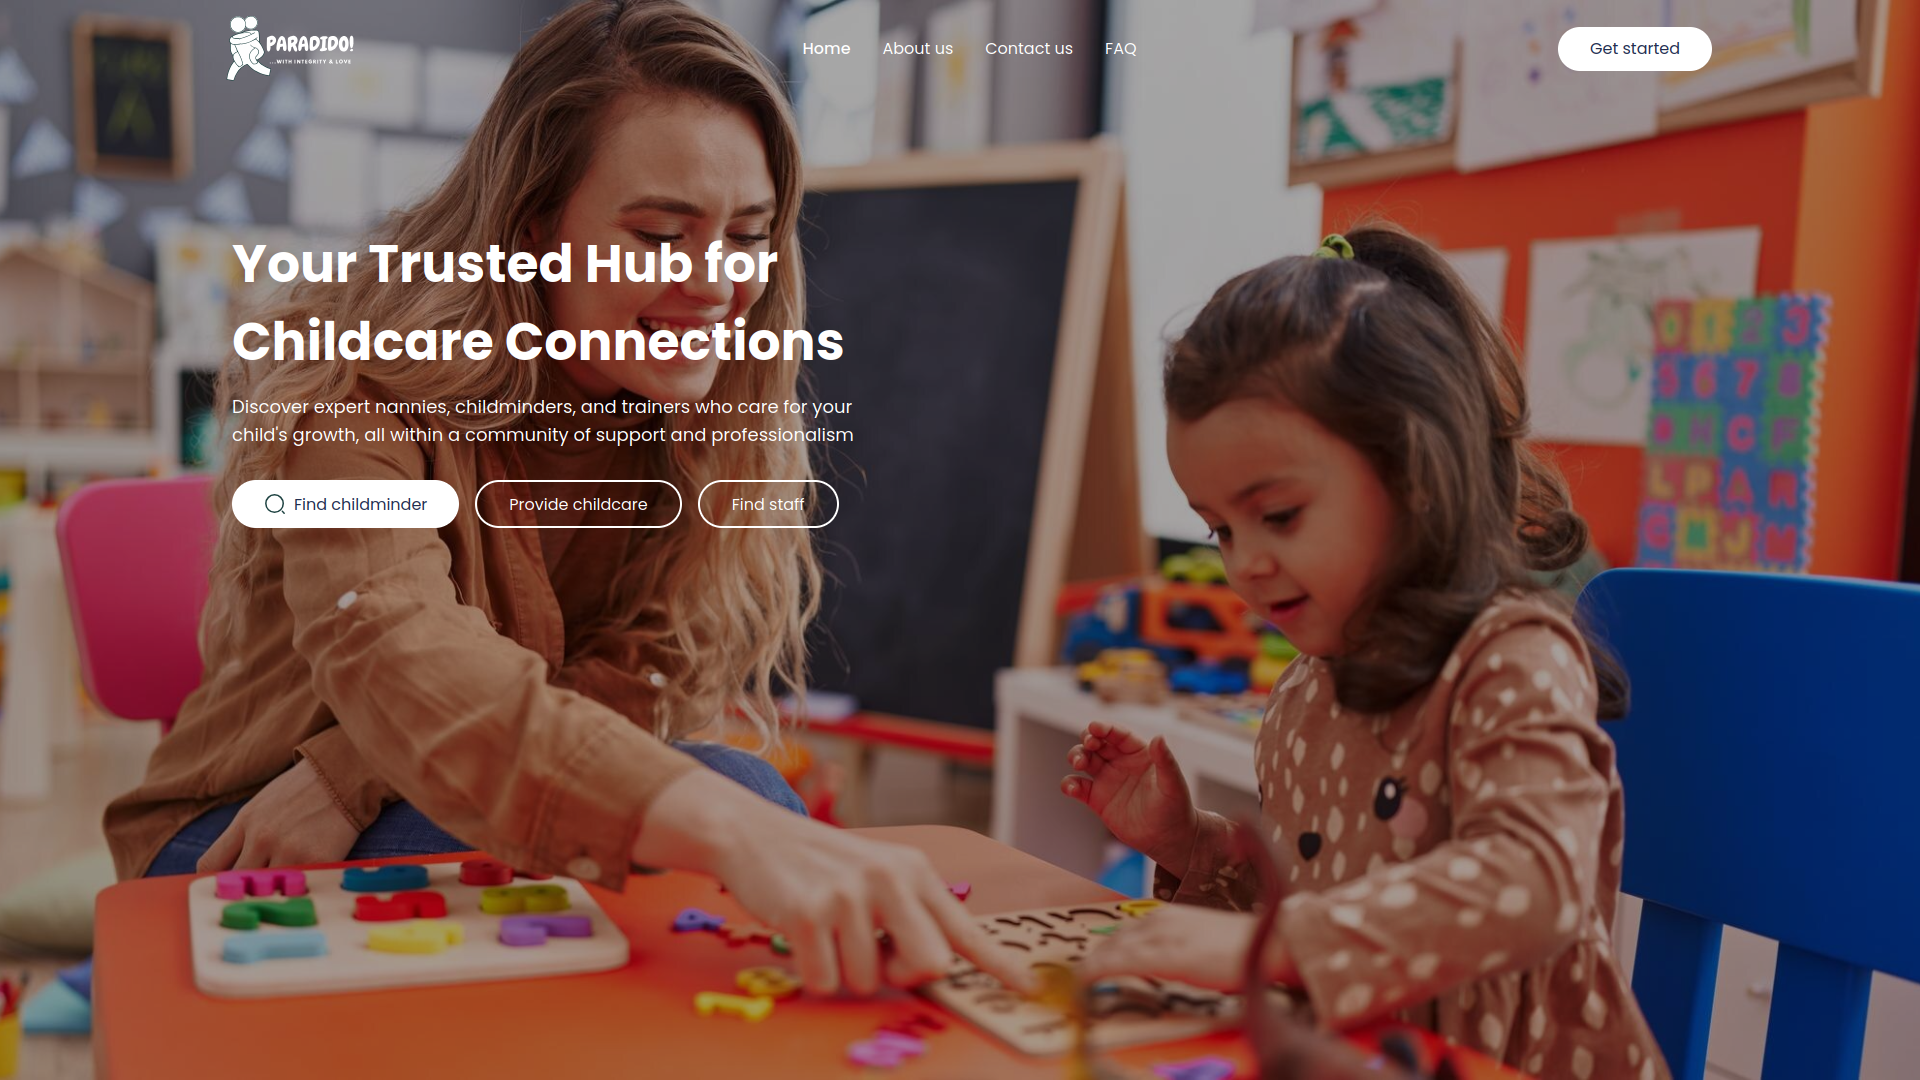 PARADIDO!
...WITH INTEGRITY & LOVE
Home
About us
Contact us
FAQ
Get started
Your Trusted Hub for
Childcare Connections
Discover expert nannies, childminders, and trainers who care for your
child's growth, all within a community of support and professionalism
Find childminder
Provide childcare
Find staff